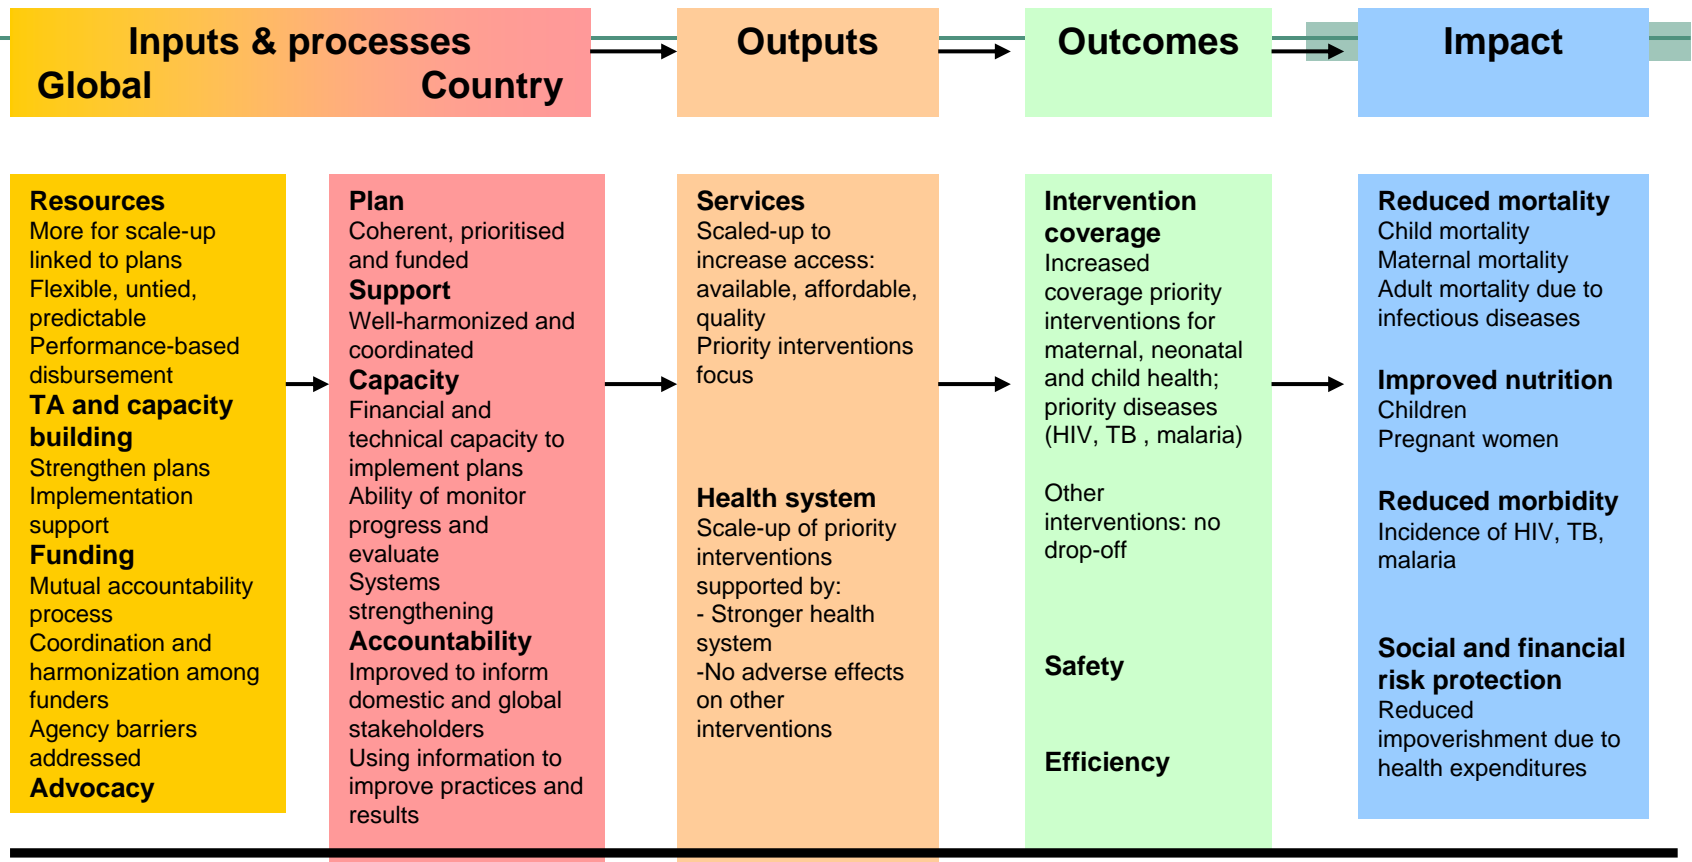 Inputs & processes
Global Country
Outputs
Outcomes
Impact
Resources
More for scale-up
linked to plans
Flexible, untied,
predictable
Performance-based
disbursement
TA and capacity
building
Strengthen plans
Implementation
support
Funding
Mutual accountability
process
Coordination and
harmonization among
funders
Agency barriers
addressed
Advocacy
Plan
Coherent, prioritised
and funded
Support
Well-harmonized and
coordinated
Capacity
Financial and
technical capacity to
implement plans
Ability of monitor
progress and
evaluate
Systems
strengthening
Accountability
Improved to inform
domestic and global
stakeholders
Using information to
improve practices and
results
Services
Scaled-up to
increase access:
available, affordable,
quality
Priority interventions
focus
Health system
Scale-up of priority
interventions
supported by:
- Stronger health
system
-No adverse effects
on other
interventions
Intervention
coverage
Increased
coverage priority
interventions for
maternal, neonatal
and child health;
priority diseases
(HIV, TB , malaria)
Other
interventions: no
drop-off
Safety
Efficiency
Reduced mortality
Child mortality
Maternal mortality
Adult mortality due to
infectious diseases
Improved nutrition
Children
Pregnant women
Reduced morbidity
Incidence of HIV, TB,
malaria
Social and financial
risk protection
Reduced
impoverishment due to
health expenditures